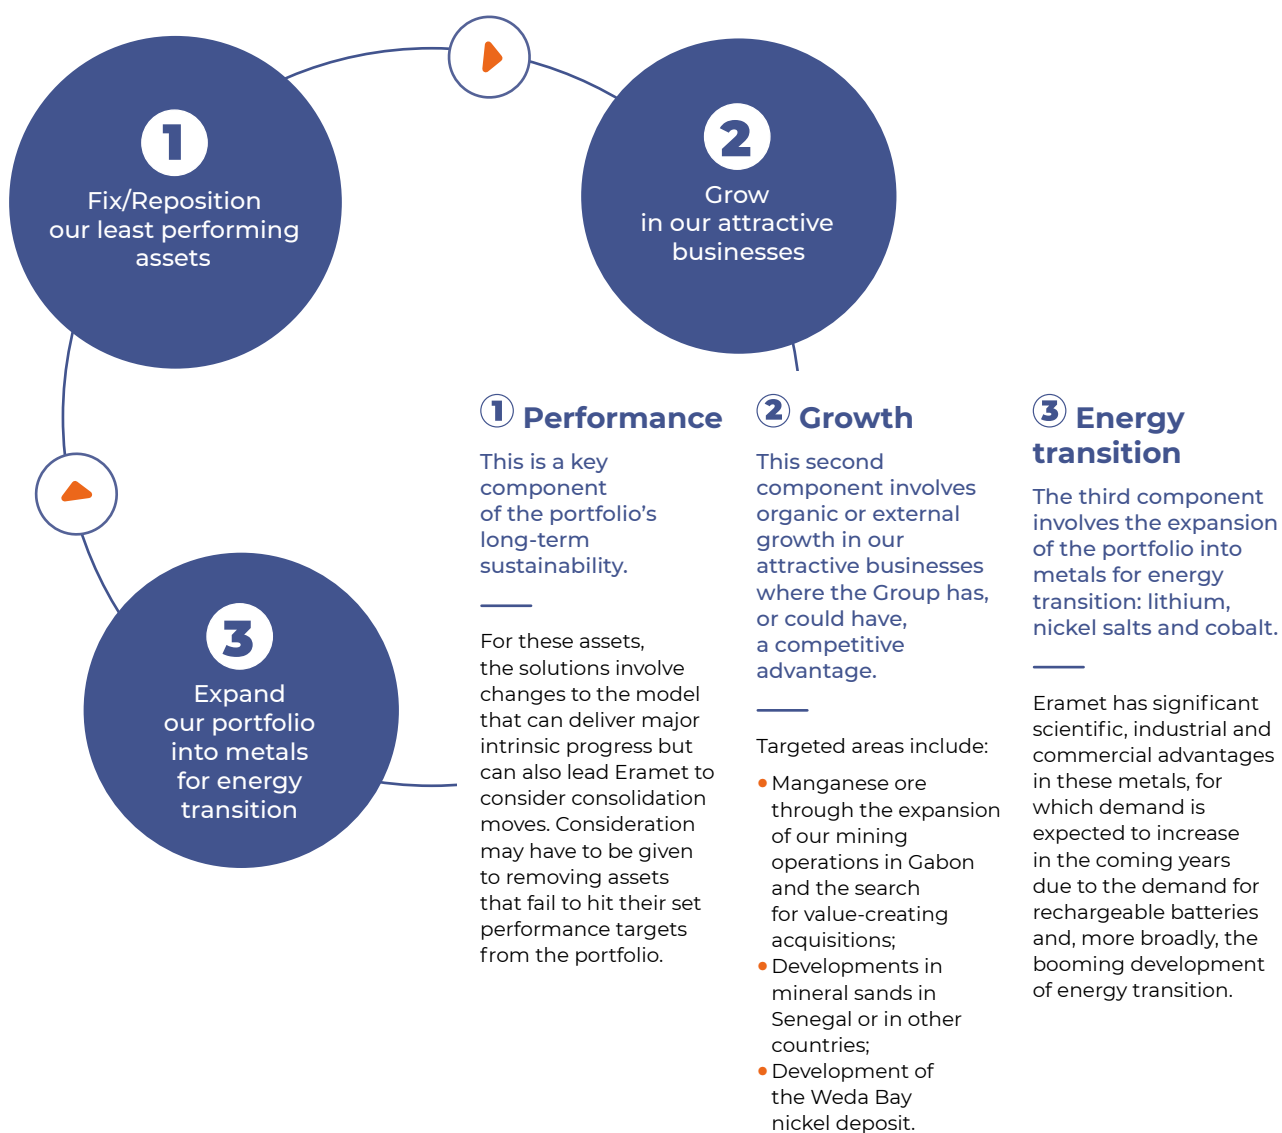 1
Fix/Reposition
our least performing
assets
2
Grow
in our attractive
businesses
3
Expand
our portfolio
into metals
for energy
transition
1 Performance
This is a key
component
of the portfolio’s
long-term
sustainability.
For these assets,
the solutions involve
changes to the model
that can deliver major
intrinsic progress but
can also lead Eramet to
consider consolidation
moves. Consideration
may have to be given
to removing assets
that fail to hit their set
performance targets
from the portfolio.
2 Growth
This second
component involves
organic or external
growth in our
attractive businesses
where the Group has,
or could have,
a competitive
advantage.
Targeted areas include:
• Manganese ore
through the expansion
of our mining
operations in Gabon
and the search
for value-creating
acquisitions;
• Developments in
mineral sands in
Senegal or in other
countries;
• Development of
the Weda Bay
nickel deposit.
3 Energy
transition
The third component
involves the expansion
of the portfolio into
metals for energy
transition: lithium,
nickel salts and cobalt.
Eramet has significant
scientific, industrial and
commercial advantages
in these metals, for
which demand is
expected to increase
in the coming years
due to the demand for
rechargeable batteries
and, more broadly, the
booming development
of energy transition.